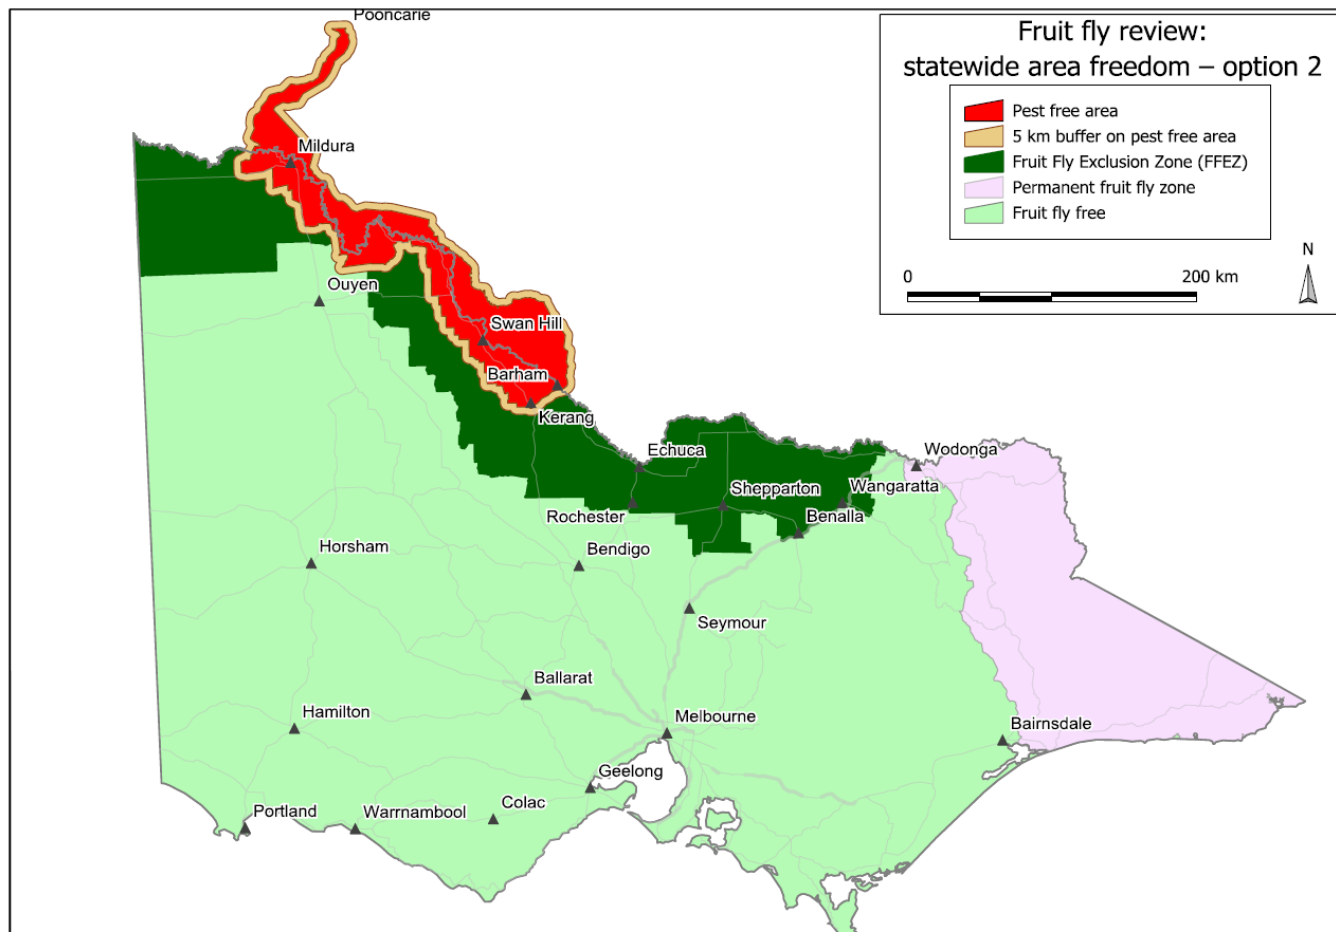 Pooncarie
Fruit fly review:
statewide area freedom – option 2
Pest free area
5 km buffer on pest free area
Fruit Fly Exclusion Zone (FFEZ)
Permanent fruit fly zone
Fruit fly free
N
0 200 km
Mildura
Ouyen
Swan Hill
Barham
Kerang
Echuca
Wodonga
Shepparton
Wangaratta
Rochester
Benalla
Horsham
Bendigo
Seymour
Ballarat
Hamilton
Melbourne
Bairnsdale
Geelong
Portland
Warrnambool
Colac